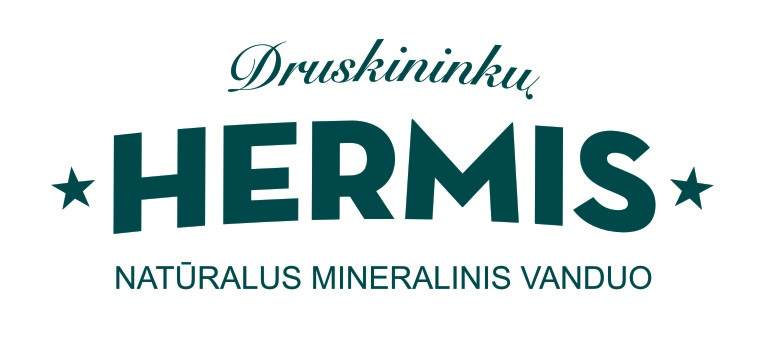 Druskininkų
HERMIS
NATŪRALUS MINERALINIS VANDUO